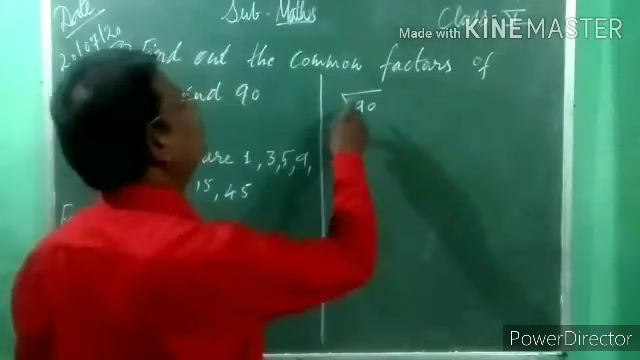 Date Sub- Maths Class-V
20/07/20 Find out the common factors of
and 90
are 1, 3, 5, 9,
15, 45
90
Made with KINEMASTER
PowerDirector